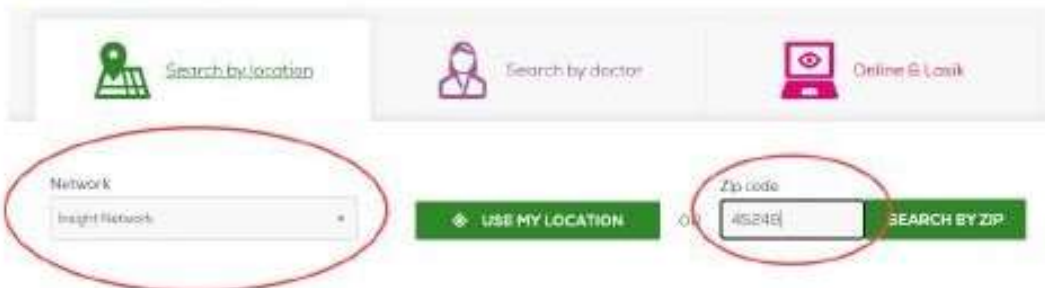 Search by location
Search by doctor
Online & Lasik
Network
Insight Network
USE MY LOCATION
OR
Zip code
SEARCH BY ZIP